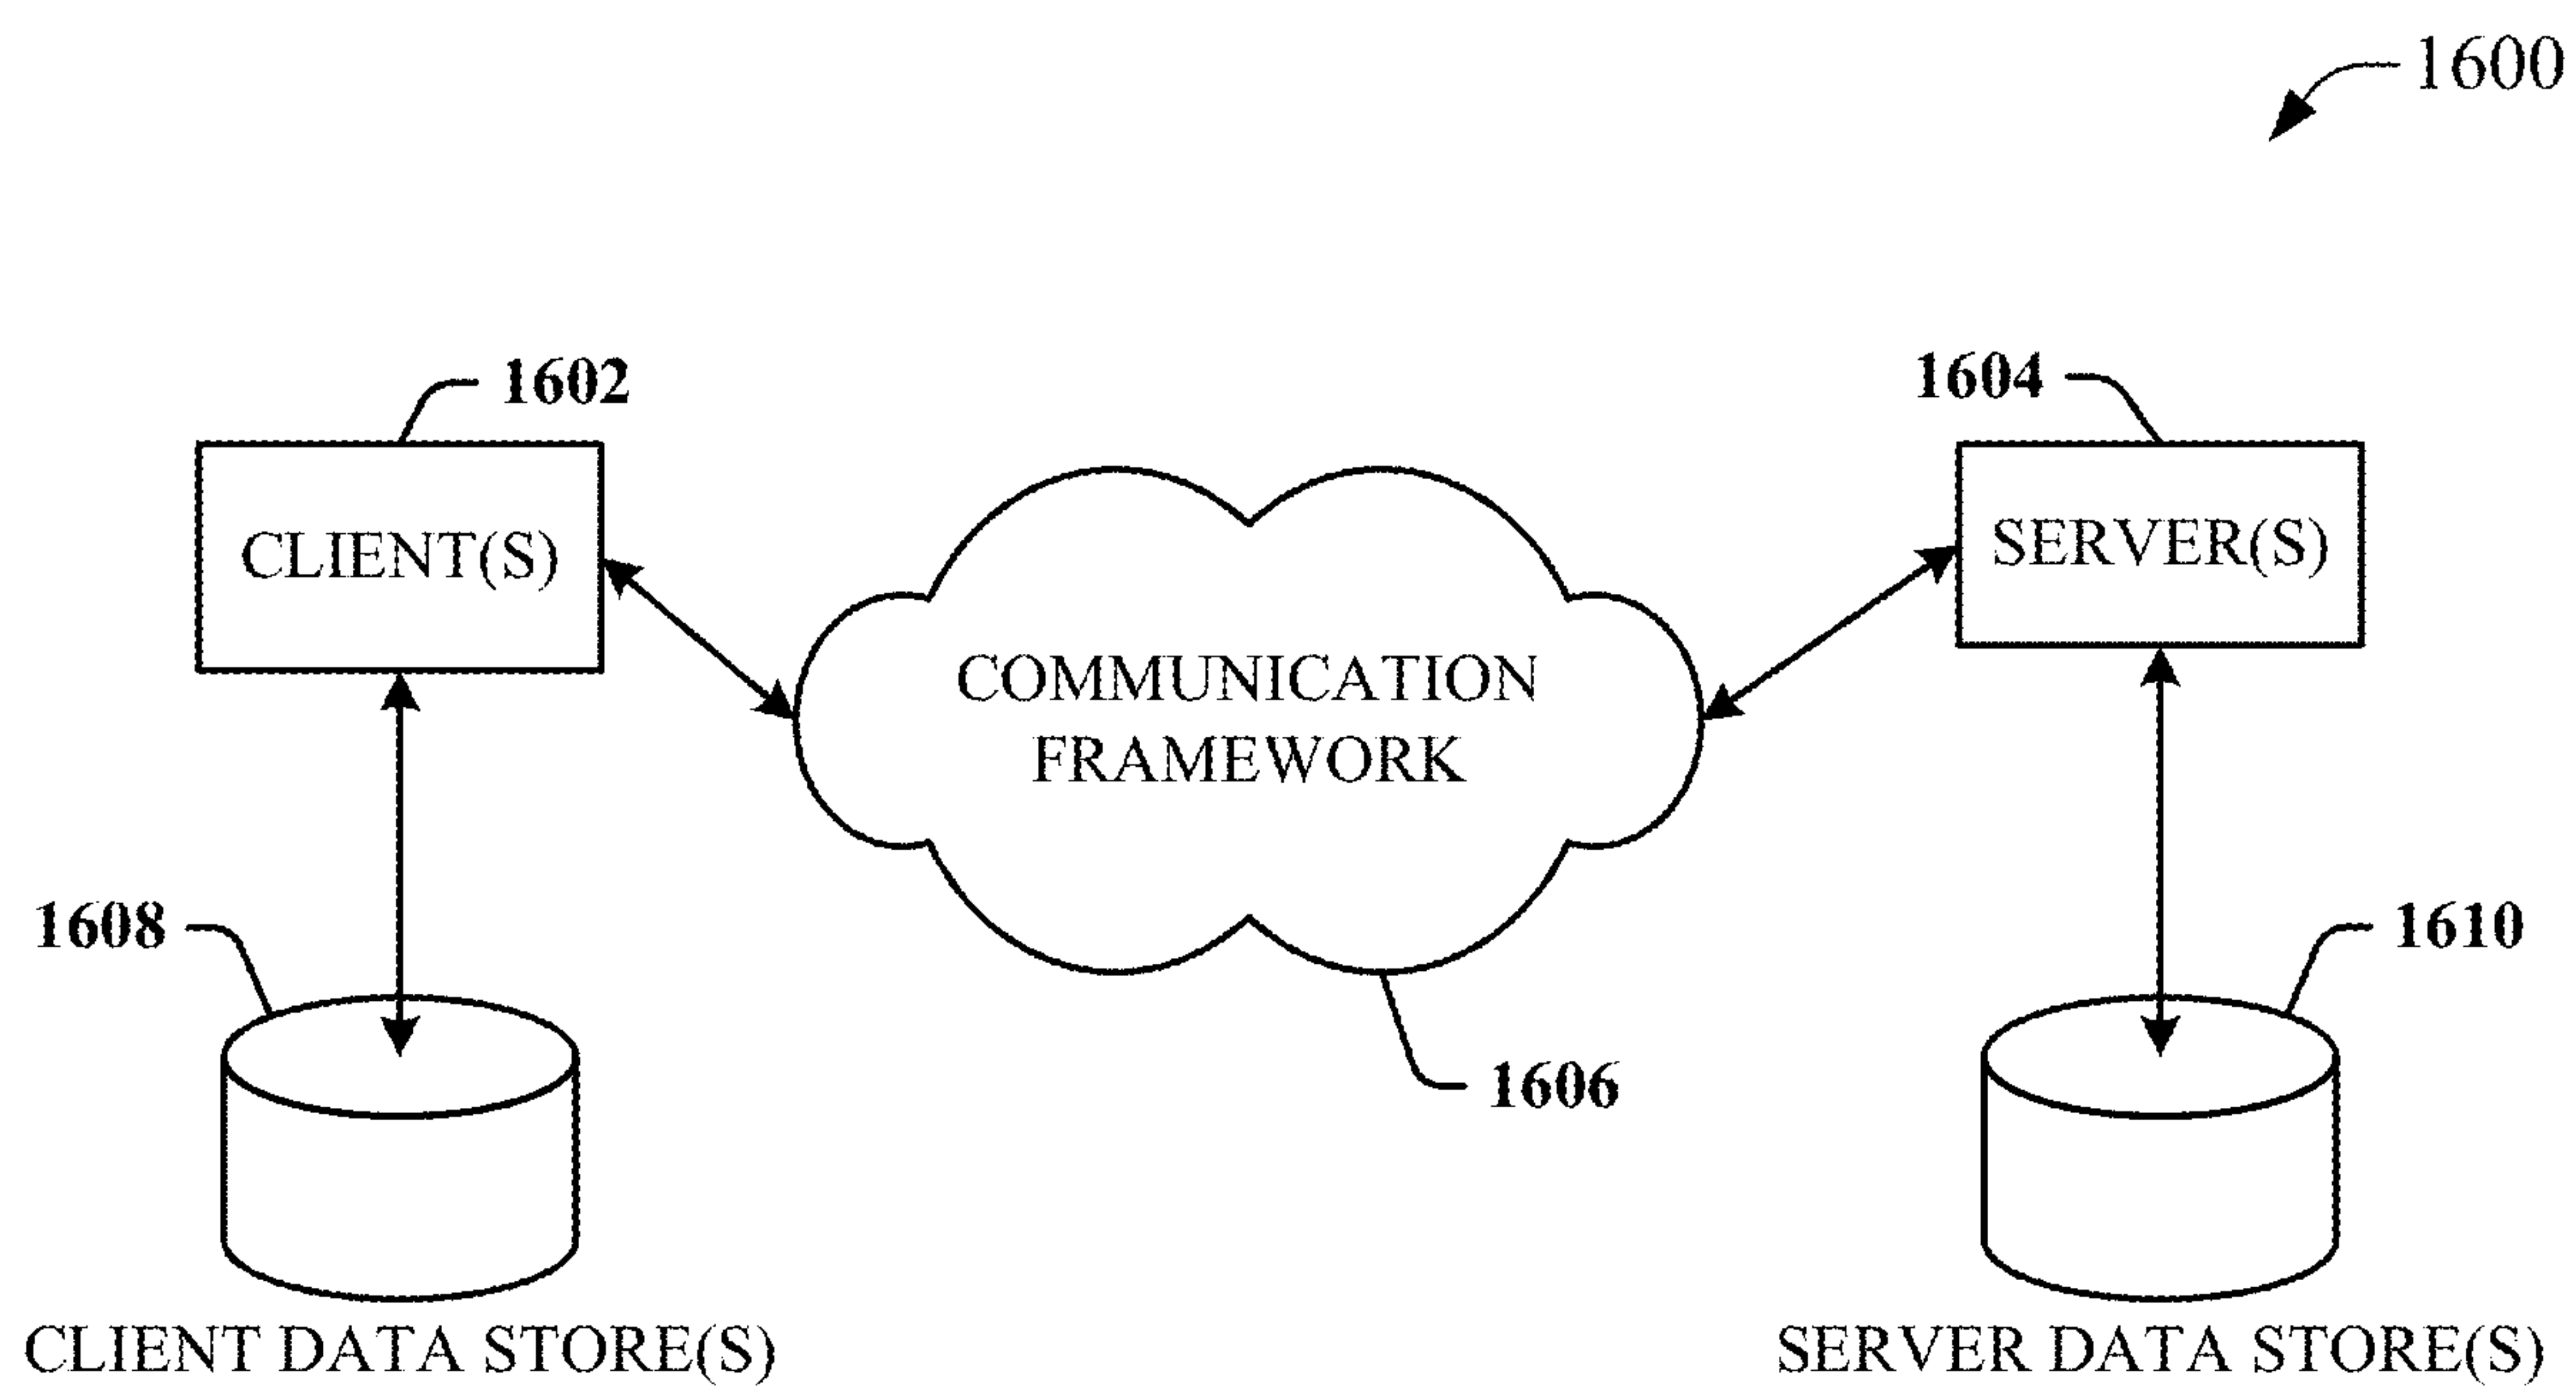 1600
1602
1604
CLIENT(S)
SERVER(S)
COMMUNICATION
FRAMEWORK
1608
1610
1606
CLIENT DATA STORE(S)
SERVER DATA STORE(S)